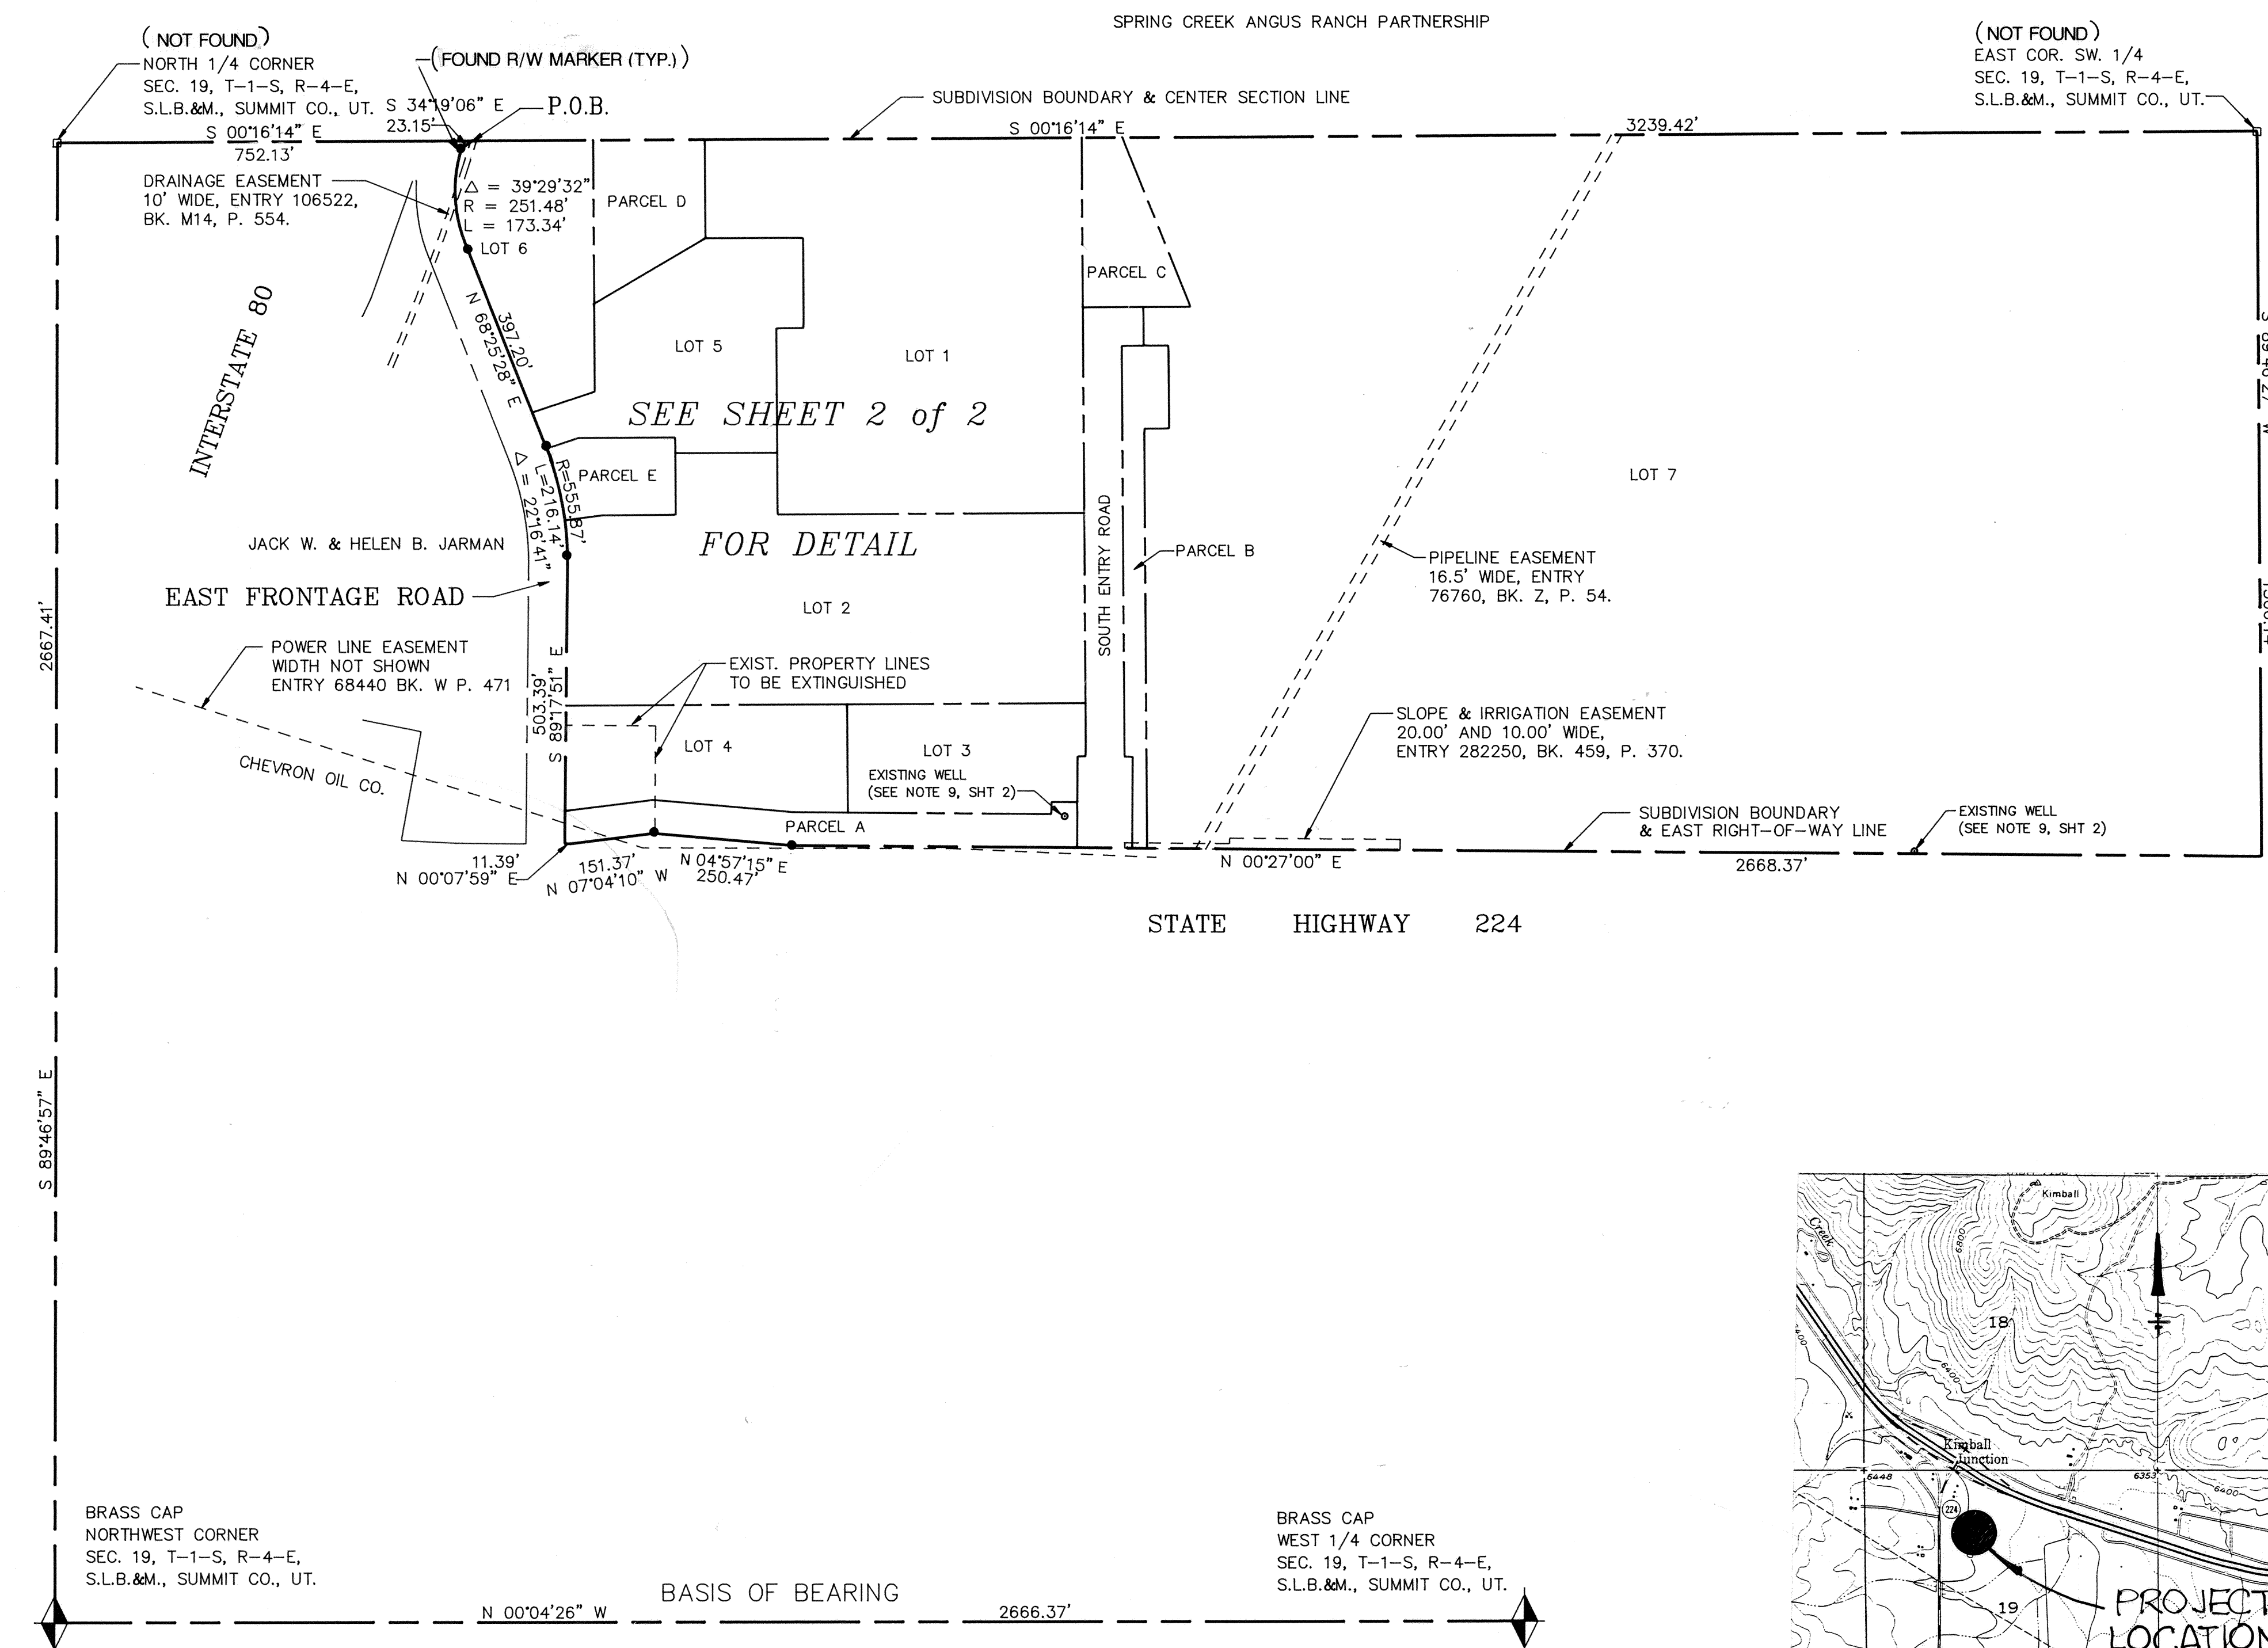 SPRING CREEK ANGUS RANCH PARTNERSHIP
(NOT FOUND)
NORTH 1/4 CORNER
SEC. 19, T-1-S, R-4-E,
S.L.B.&M., SUMMIT CO., UT.
(FOUND R/W MARKER (TYP.))
S 34°19'06" E
23.15'
P.O.B.
SUBDIVISION BOUNDARY & CENTER SECTION LINE
(NOT FOUND)
EAST COR. SW. 1/4
SEC. 19, T-1-S, R-4-E,
S.L.B.&M., SUMMIT CO., UT.
S 00°16'14" E
752.13'
S 00°16'14" E
3239.42'
DRAINAGE EASEMENT
10' WIDE, ENTRY 106522,
BK. M14, P. 554.
Δ = 39°29'32"
R = 251.48'
L = 173.34'
LOT 6
PARCEL D
PARCEL C
INTERSTATE 80
397.20'
N 68°25'28" E
LOT 5
LOT 1
SEE SHEET 2 of 2
LOT 7
PARCEL E
R=555.87'
L=216.14'
Δ = 22°16'41"
FOR DETAIL
JACK W. & HELEN B. JARMAN
EAST FRONTAGE ROAD
SOUTH ENTRY ROAD
PARCEL B
PIPELINE EASEMENT
16.5' WIDE, ENTRY
76760, BK. Z, P. 54.
LOT 2
2667.41'
POWER LINE EASEMENT
WIDTH NOT SHOWN
ENTRY 68440 BK. W P. 471
503.39'
S 89°17'51" E
EXIST. PROPERTY LINES
TO BE EXTINGUISHED
SLOPE & IRRIGATION EASEMENT
20.00' AND 10.00' WIDE,
ENTRY 282250, BK. 459, P. 370.
CHEVRON OIL CO.
LOT 4
LOT 3
EXISTING WELL
(SEE NOTE 9, SHT 2)
PARCEL A
SUBDIVISION BOUNDARY
& EAST RIGHT-OF-WAY LINE
EXISTING WELL
(SEE NOTE 9, SHT 2)
11.39'
N 00°07'59" E
151.37'
N 07°04'10" W
N 04°57'15" E
250.47'
N 00°27'00" E
2668.37'
STATE HIGHWAY 224
S 89°46'57" E
Kimball
Creek
6800
18
6400
6400
Kimball
Junction
6448
6353
6400
224
19
PROJECT
LOCATION
BRASS CAP
NORTHWEST CORNER
SEC. 19, T-1-S, R-4-E,
S.L.B.&M., SUMMIT CO., UT.
BRASS CAP
WEST 1/4 CORNER
SEC. 19, T-1-S, R-4-E,
S.L.B.&M., SUMMIT CO., UT.
BASIS OF BEARING
N 00°04'26" W
2666.37'